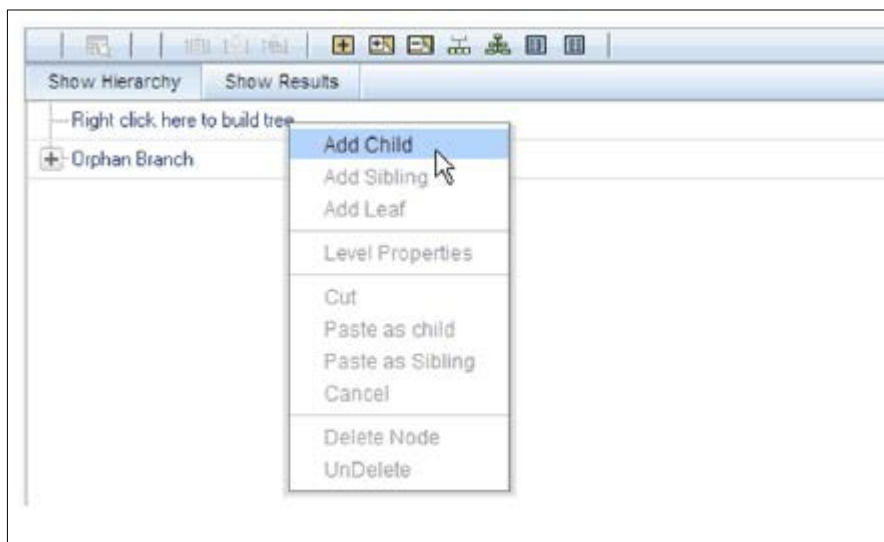 Show Hierarchy Show Results
Right click here to build tree
Orphan Branch
Add Child
Add Sibling
Add Leaf
Level Properties
Cut
Paste as child
Paste as Sibling
Cancel
Delete Node
UnDelete